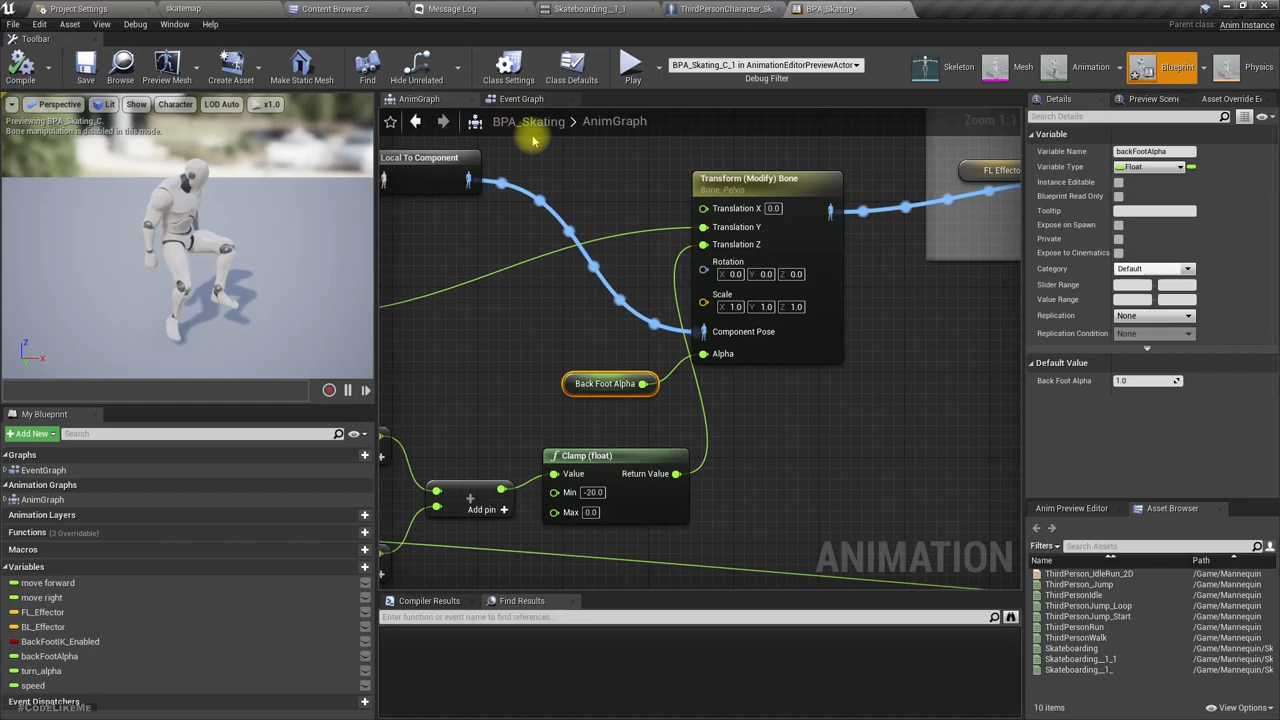 Project Settings
skatemap
Content Browser 2
Message Log
Skateboarding__1_1
ThirdPersonCharacter_Sk
BPA_Skating*
File
Edit
Asset
View
Debug
Window
Help
Parent class: Anim Instance
Toolbar
Compile
Save
Browse
Preview Mesh
Create Asset
Make Static Mesh
Find
Hide Unrelated
Class Settings
Class Defaults
Play
BPA_Skating_C_1 in AnimationEditorPreviewActor
Debug Filter
Skeleton
Mesh
Animation
Blueprint
Physics
Perspective
Lit
Show
Character
LOD Auto
x1.0
Previewing BPA_Skating_C.
Bone manipulation is disabled in this mode.
Z
X
AnimGraph
Event Graph
BPA_Skating > AnimGraph
Zoom 1:1
Local To Component
Transform (Modify) Bone
Bone: Pelvis
Translation X 0.0
Translation Y
Translation Z
Rotation
X 0.0 Y 0.0 Z 0.0
Scale
X 1.0 Y 1.0 Z 1.0
Component Pose
Alpha
FL Effecto
Back Foot Alpha
Clamp (float)
Value
Return Value
Min -20.0
Max 0.0
+
Add pin +
ANIMATION
Details
Preview Scene
Asset Override E
Search Details
Variable
Variable Name backFootAlpha
Variable Type Float
Instance Editable
Blueprint Read Only
Tooltip
Expose on Spawn
Private
Expose to Cinematics
Category Default
Slider Range
Value Range
Replication None
Replication Condition None
Default Value
Back Foot Alpha 1.0
My Blueprint
+ Add New
Search
Graphs
EventGraph
Animation Graphs
AnimGraph
Animation Layers
Functions (3 Overridable)
Macros
Variables
move forward
move right
FL_Effector
BL_Effector
BackFootIK_Enabled
backFootAlpha
turn_alpha
speed
Event Dispatchers
#CODELIKEME
Compiler Results
Find Results
Enter function or event name to find references...
Anim Preview Editor
Asset Browser
Filters
Search Assets
Name
Path
ThirdPerson_IdleRun_2D /Game/Mannequin
ThirdPerson_Jump /Game/Mannequin
ThirdPersonIdle /Game/Mannequin
ThirdPersonJump_Loop /Game/Mannequin
ThirdPersonJump_Start /Game/Mannequin
ThirdPersonRun /Game/Mannequin
ThirdPersonWalk /Game/Mannequin
Skateboarding /Game/Mannequin/Sk
Skateboarding__1_1 /Game/Mannequin/Sk
Skateboarding__1_ /Game/Mannequin/Sk
10 items
View Options